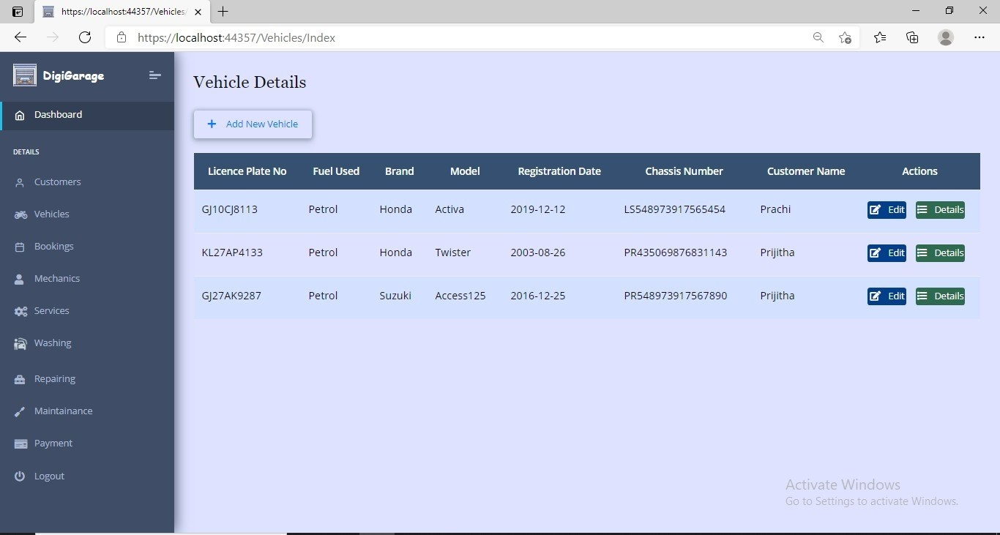 https://localhost:44357/Vehicles/
https://localhost:44357/Vehicles/Index
DigiGarage
Dashboard
DETAILS
Customers
Vehicles
Bookings
Mechanics
Services
Washing
Repairing
Maintainance
Payment
Logout
Vehicle Details
+ Add New Vehicle
Licence Plate No Fuel Used Brand Model Registration Date Chassis Number Customer Name Actions
GJ10CJ8113 Petrol Honda Activa 2019-12-12 LS548973917565454 Prachi Edit Details
KL27AP4133 Petrol Honda Twister 2003-08-26 PR435069876831143 Prijitha Edit Details
GJ27AK9287 Petrol Suzuki Access125 2016-12-25 PR548973917567890 Prijitha Edit Details
Activate Windows
Go to Settings to activate Windows.